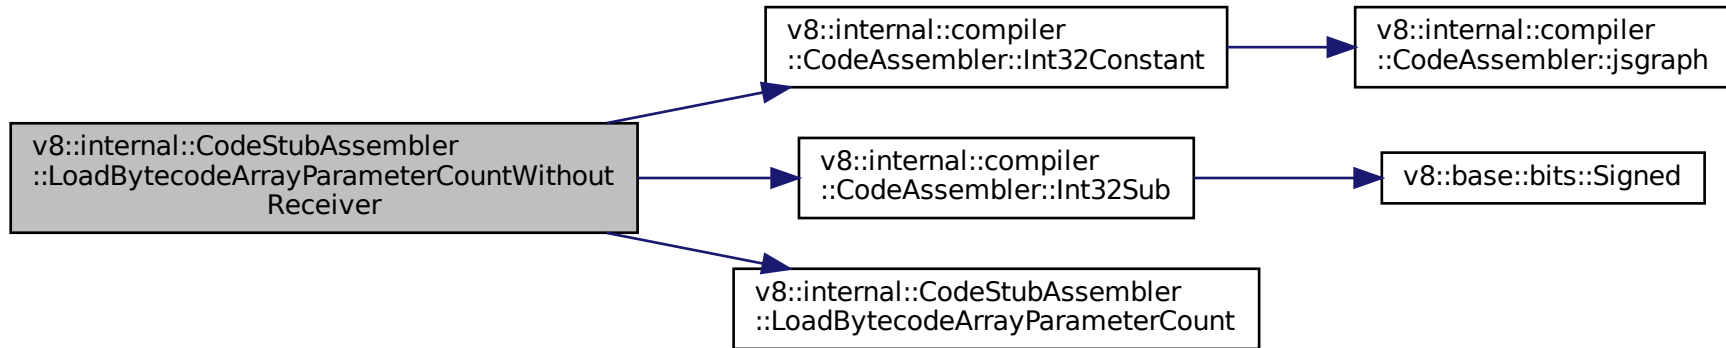 v8::internal::CodeStubAssembler
::LoadBytecodeArrayParameterCountWithout
Receiver
v8::internal::compiler
::CodeAssembler::Int32Constant
v8::internal::compiler
::CodeAssembler::jsgraph
v8::internal::compiler
::CodeAssembler::Int32Sub
v8::base::bits::Signed
v8::internal::CodeStubAssembler
::LoadBytecodeArrayParameterCount